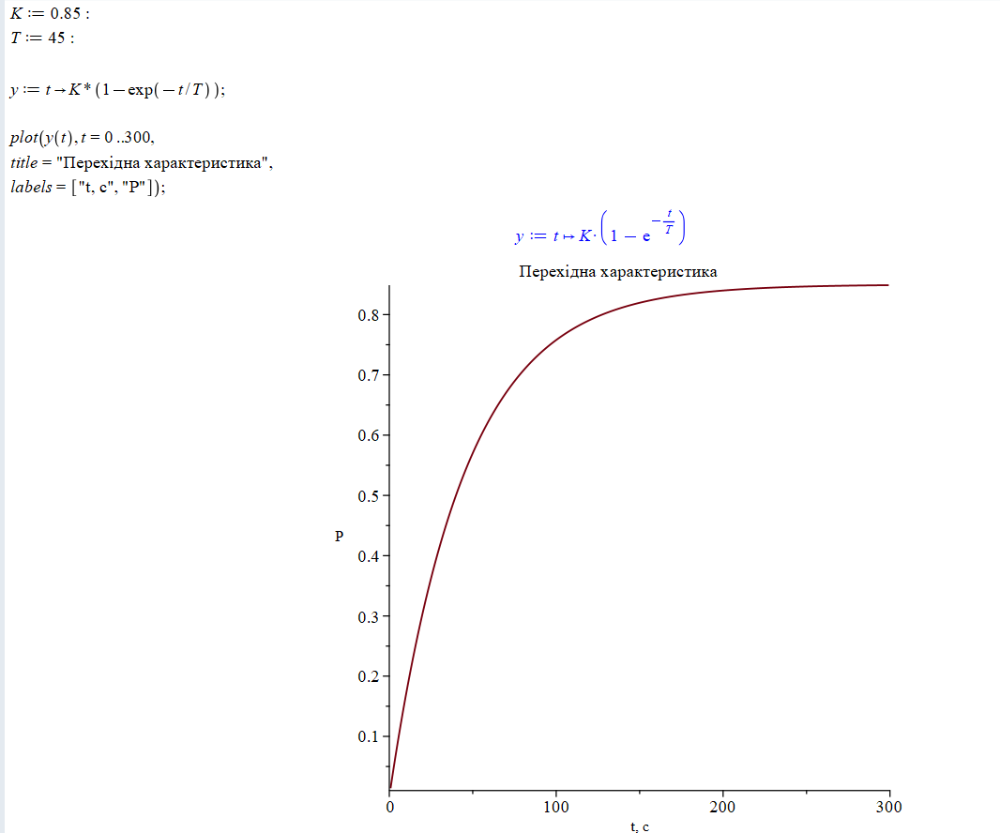 K := 0.85 :
T := 45 :
y := t→K*(1−exp(−t/T));
plot(y(t), t = 0 ..300,
title = "Перехідна характеристика",
labels = ["t, c", "P"]);
y := t ↦ K·(1 − e^(−t/T))
Перехідна характеристика
0.8
0.7
0.6
0.5
P
0.4
0.3
0.2
0.1
0 100 200 300
t, c